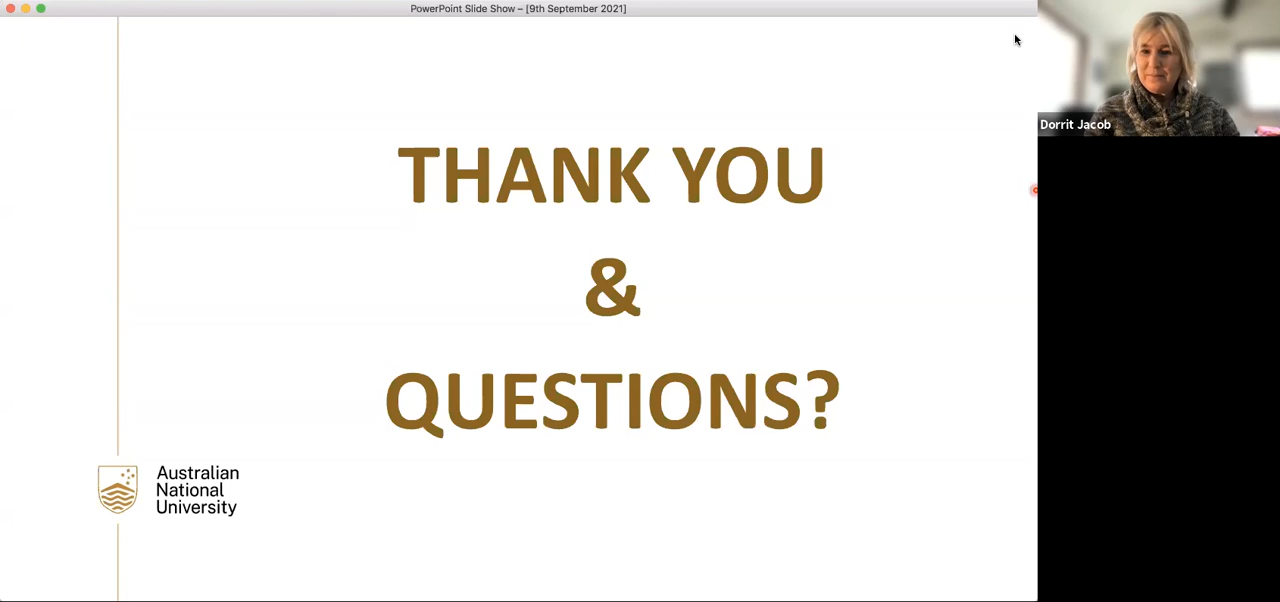 PowerPoint Slide Show – [9th September 2021]
Dorrit Jacob
THANK YOU
&
QUESTIONS?
Australian
National
University